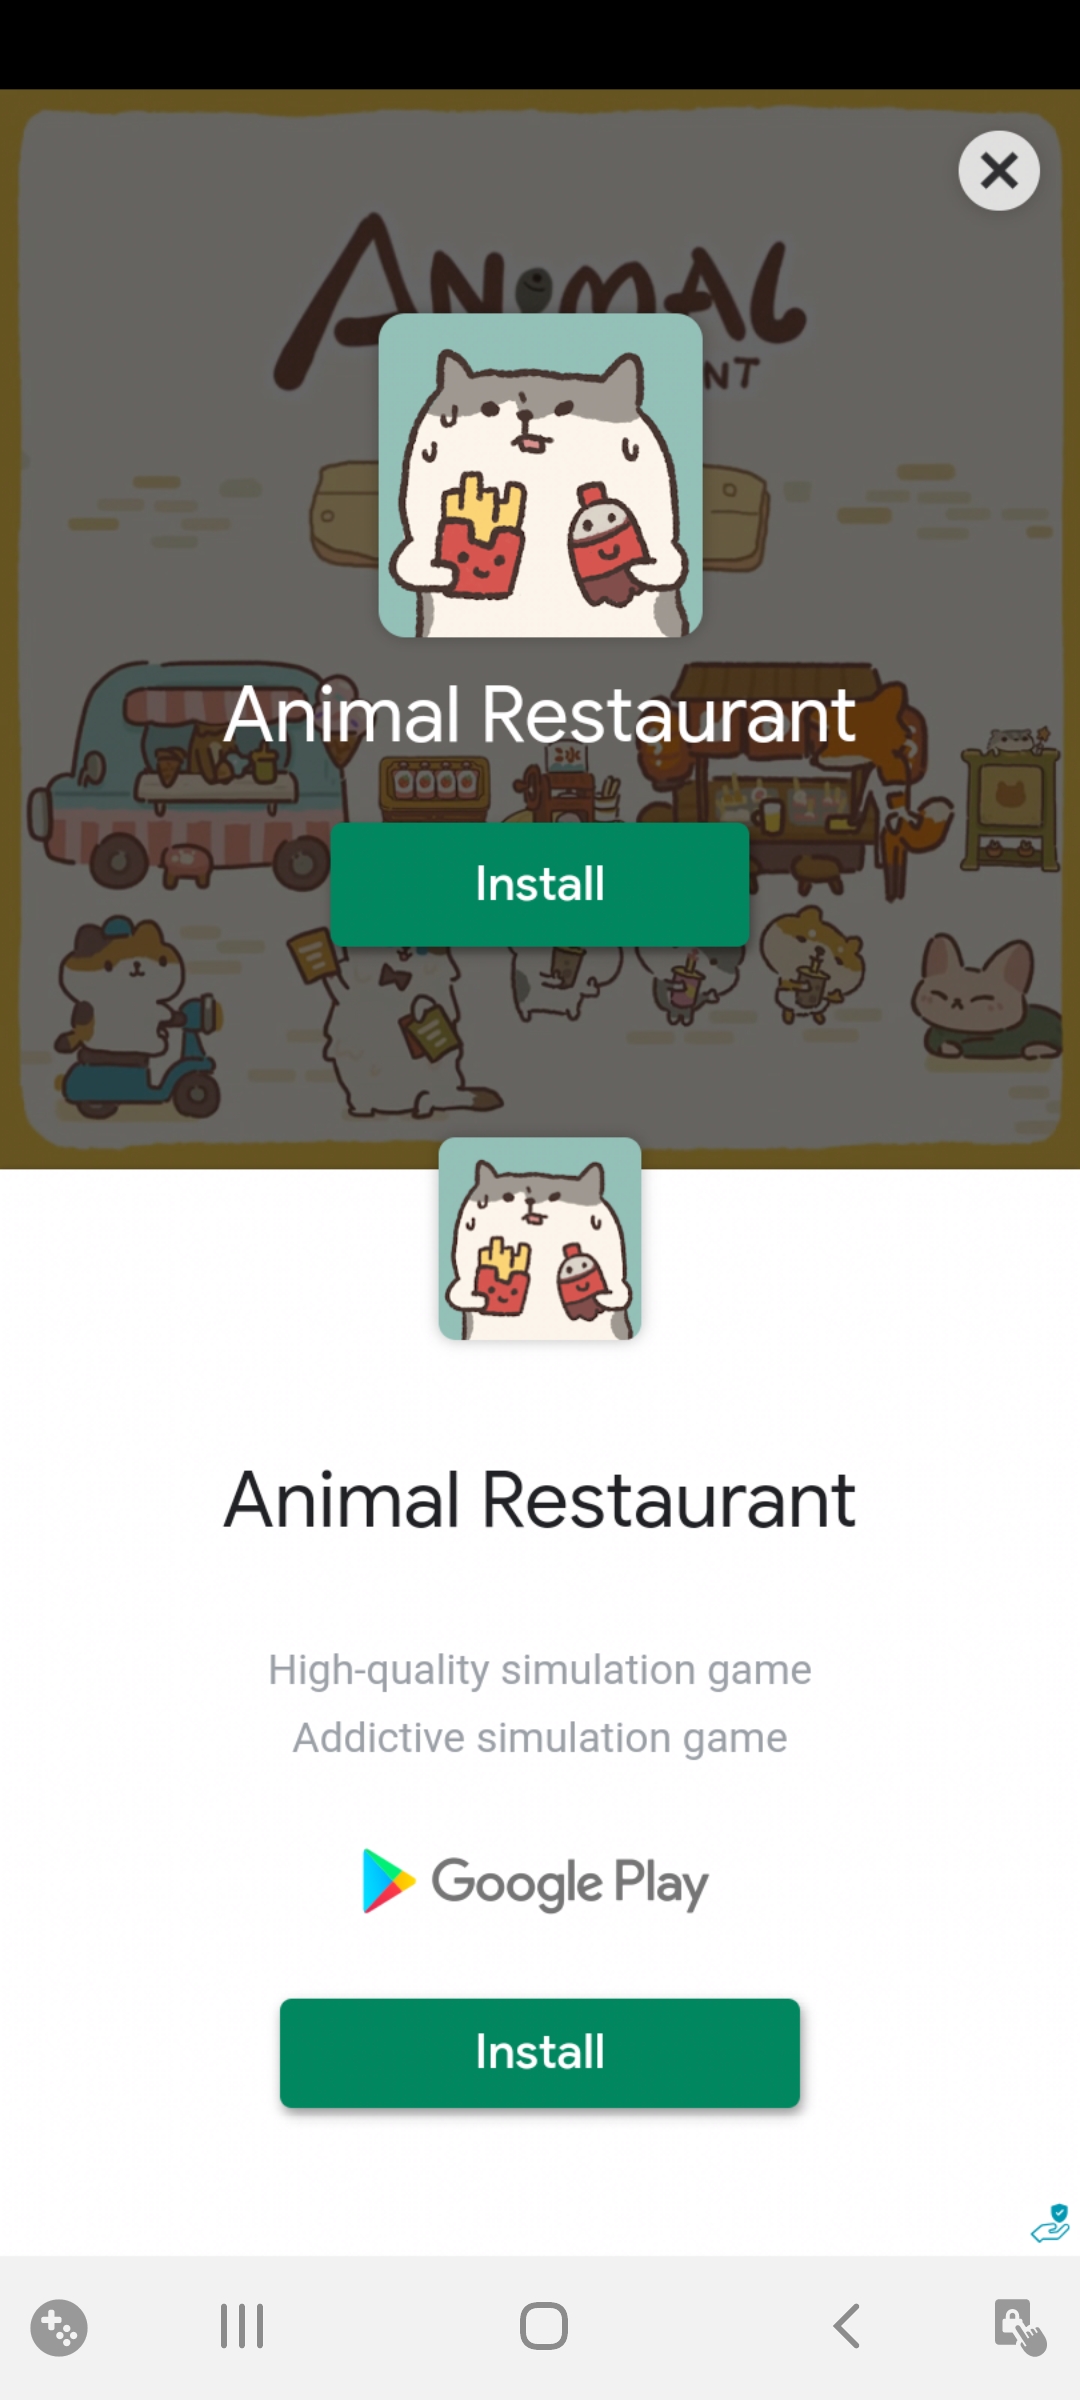 ANIMAL
NT
Animal Restaurant
Install
Animal Restaurant
High-quality simulation game
Addictive simulation game
Google Play
Install